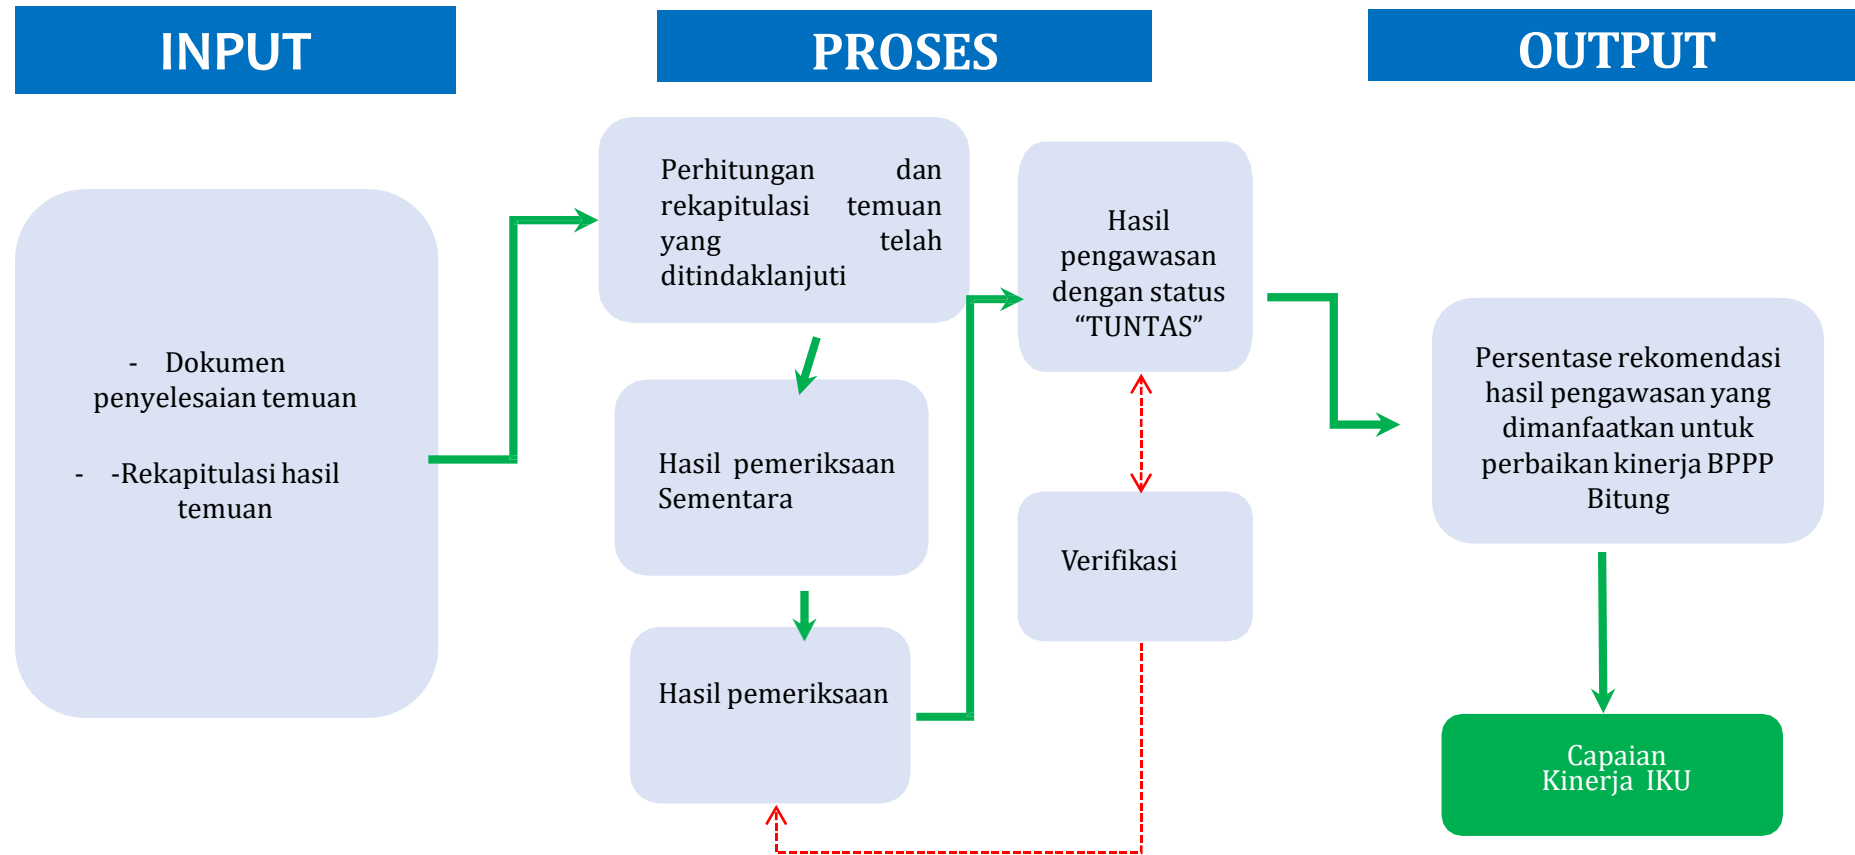 INPUT
PROSES
OUTPUT
- Dokumen
penyelesaian temuan
- -Rekapitulasi hasil
temuan
Perhitungan dan
rekapitulasi temuan
yang telah
ditindaklanjuti
Hasil pemeriksaan
Sementara
Hasil pemeriksaan
Hasil
pengawasan
dengan status
“TUNTAS”
Verifikasi
Persentase rekomendasi
hasil pengawasan yang
dimanfaatkan untuk
perbaikan kinerja BPPP
Bitung
Capaian
Kinerja IKU